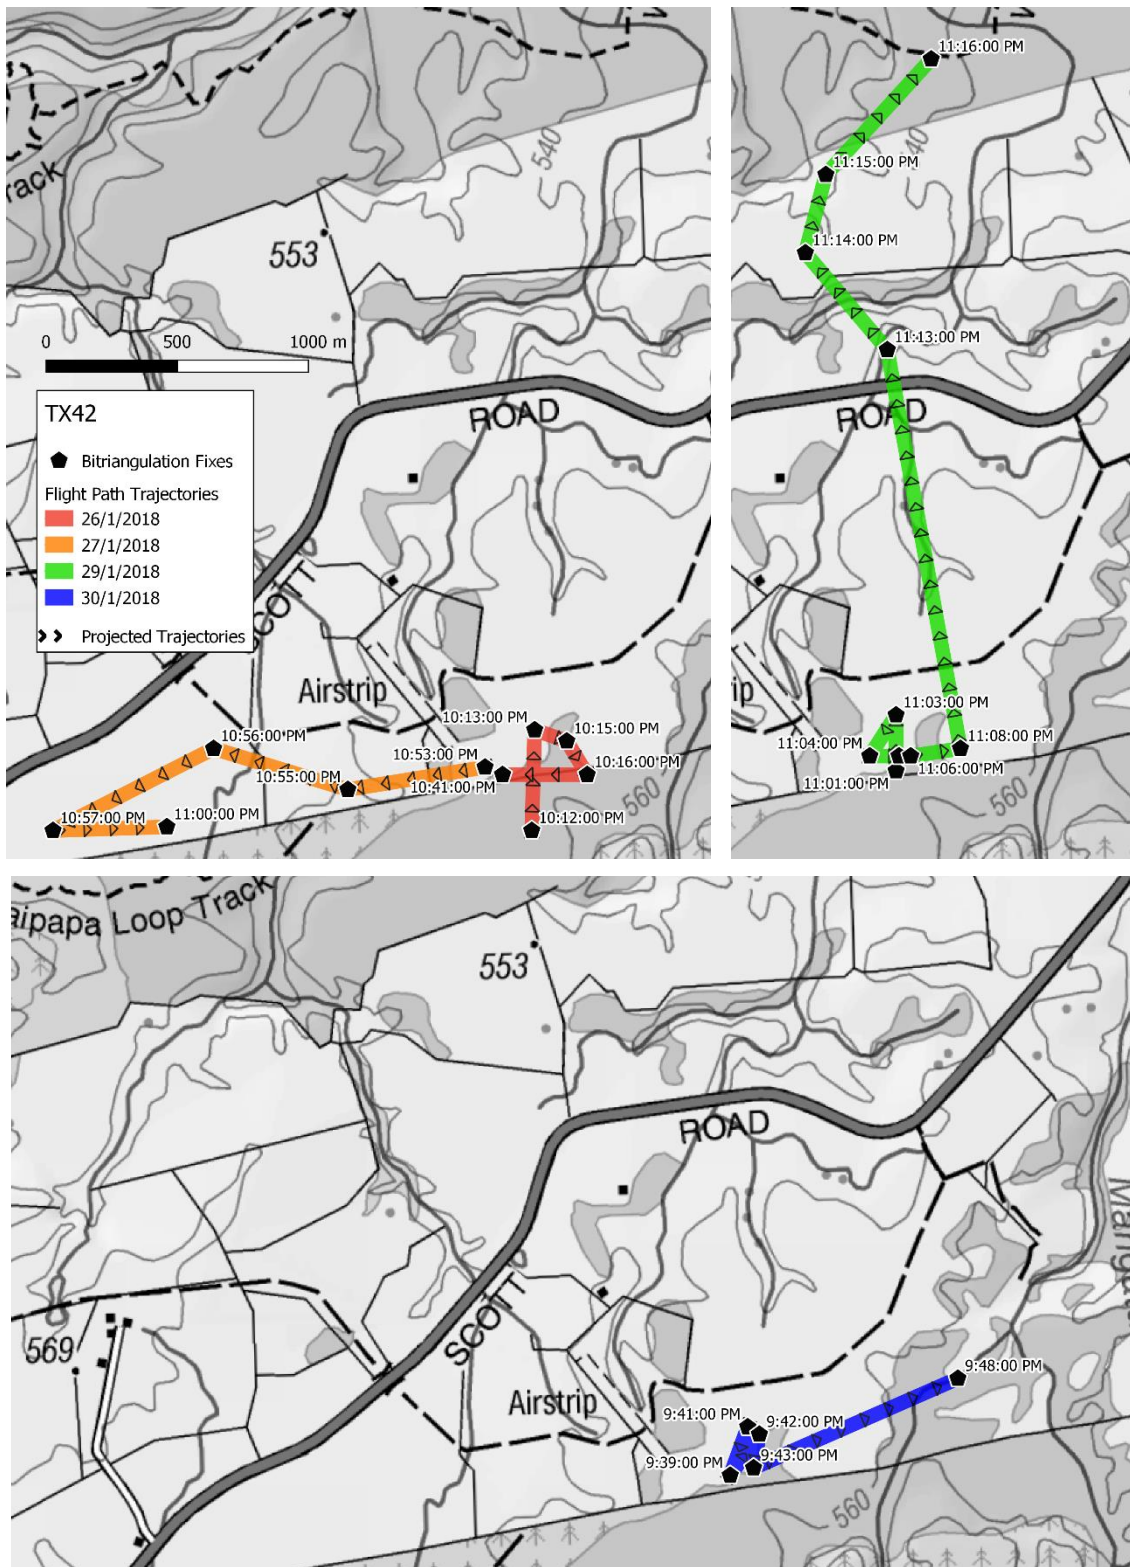 11:16:00 PM
rack
540
11:15:00 PM
553
11:14:00 PM
0 500 1000 m
11:13:00 PM
TX42
ROAD
ROAD
Bitriangulation Fixes
Flight Path Trajectories
26/1/2018
27/1/2018
29/1/2018
30/1/2018
Projected Trajectories
SCOTT
Airstrip
10:13:00 PM
10:15:00 PM
11:03:00 PM
10:56:00 PM
10:53:00 PM
11:04:00 PM
11:08:00 PM
10:55:00 PM
10:41:00 PM
10:16:00 PM
11:06:00 PM
11:01:00 PM
10:57:00 PM
11:00:00 PM
10:12:00 PM
560
560
aipapa Loop Track
553
ROAD
SCOTT
569
Airstrip
9:48:00 PM
9:41:00 PM
9:42:00 PM
9:39:00 PM
9:43:00 PM
560